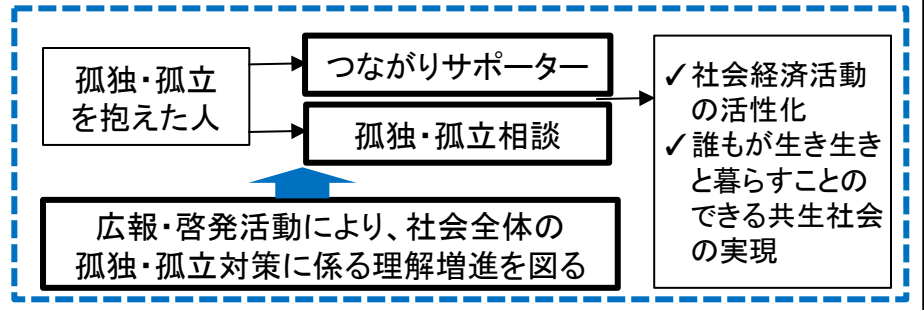 孤独・孤立
を抱えた人
つながりサポーター
孤独・孤立相談
広報・啓発活動により、社会全体の
孤独・孤立対策に係る理解増進を図る
✓社会経済活動
の活性化
✓誰もが生き生き
と暮らすことの
できる共生社会
の実現